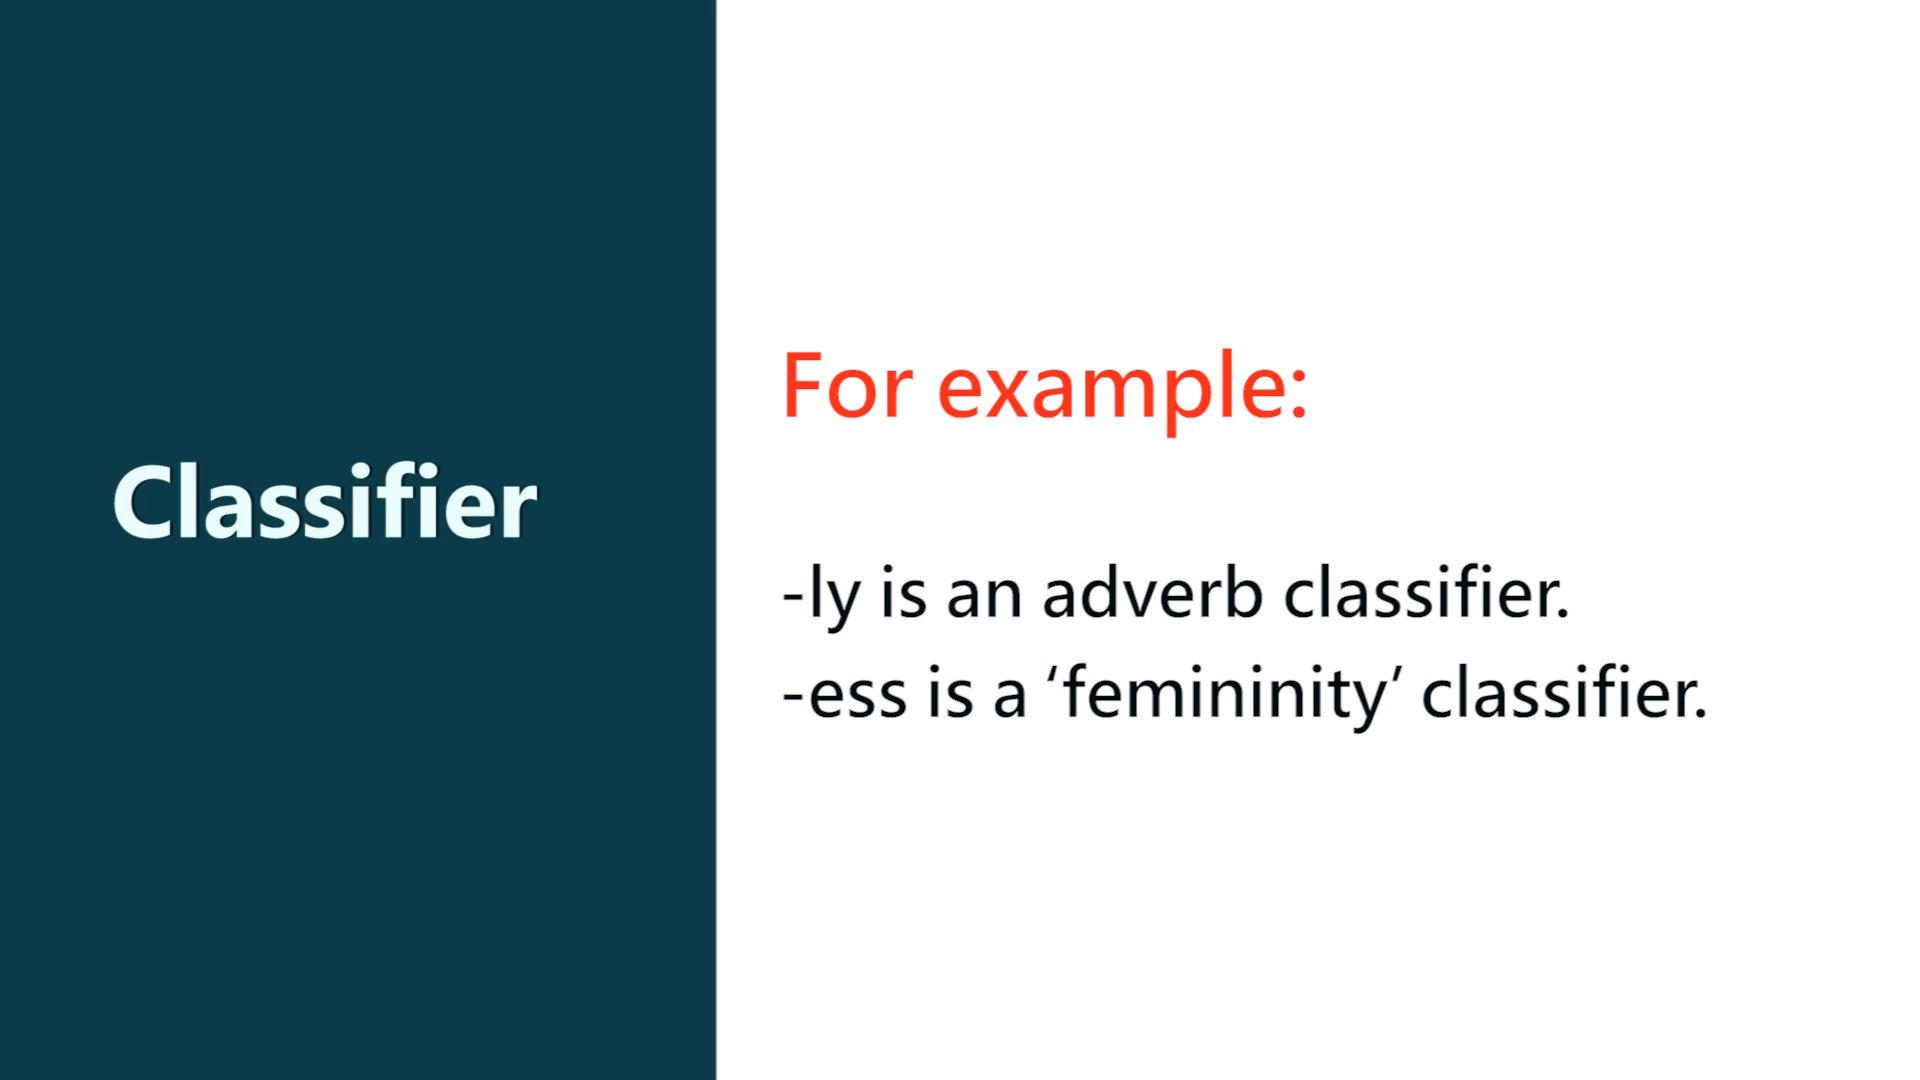 Classifier
For example:
-ly is an adverb classifier.
-ess is a ‘femininity’ classifier.